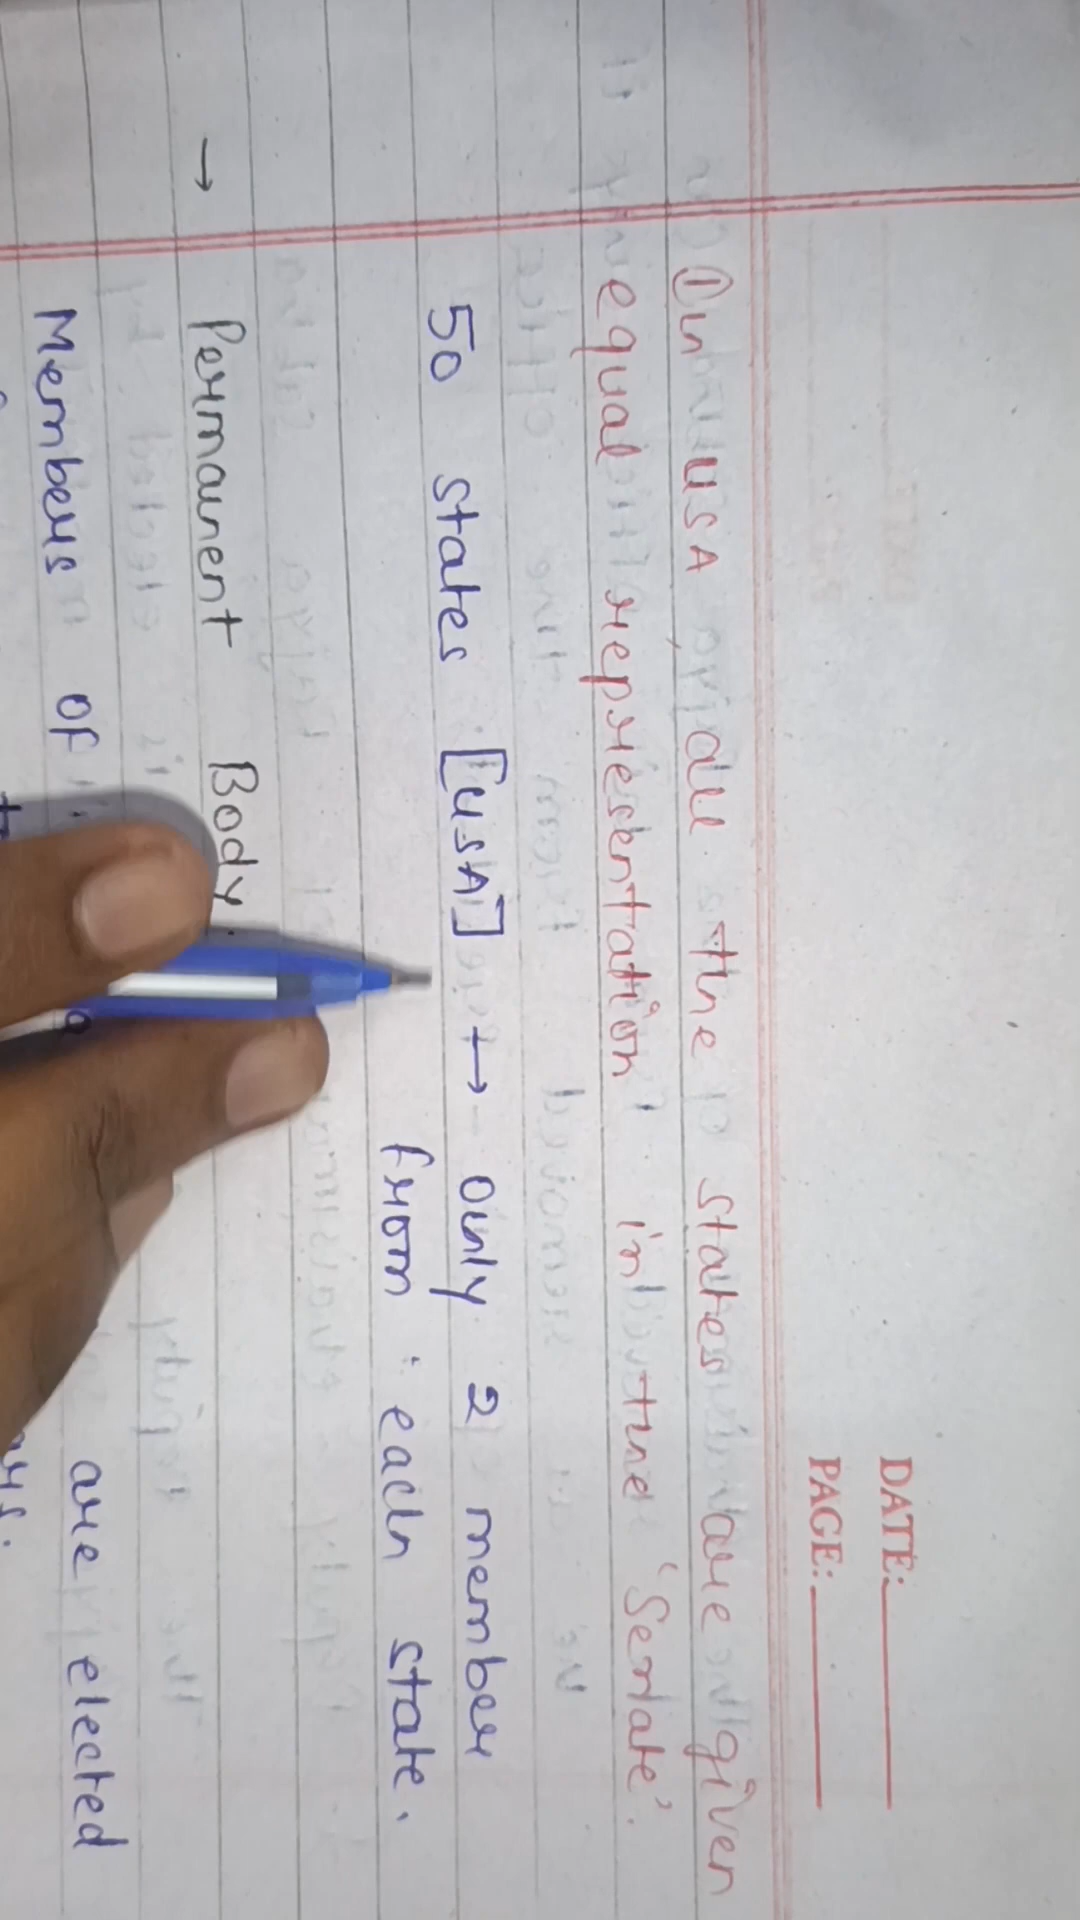 DATE:
PAGE:
① In USA, all the states are given
equal representation in the 'Senate'.
50 states [USA] → only 2 member
from each state.
→ Permanent Body.
Members of are elected